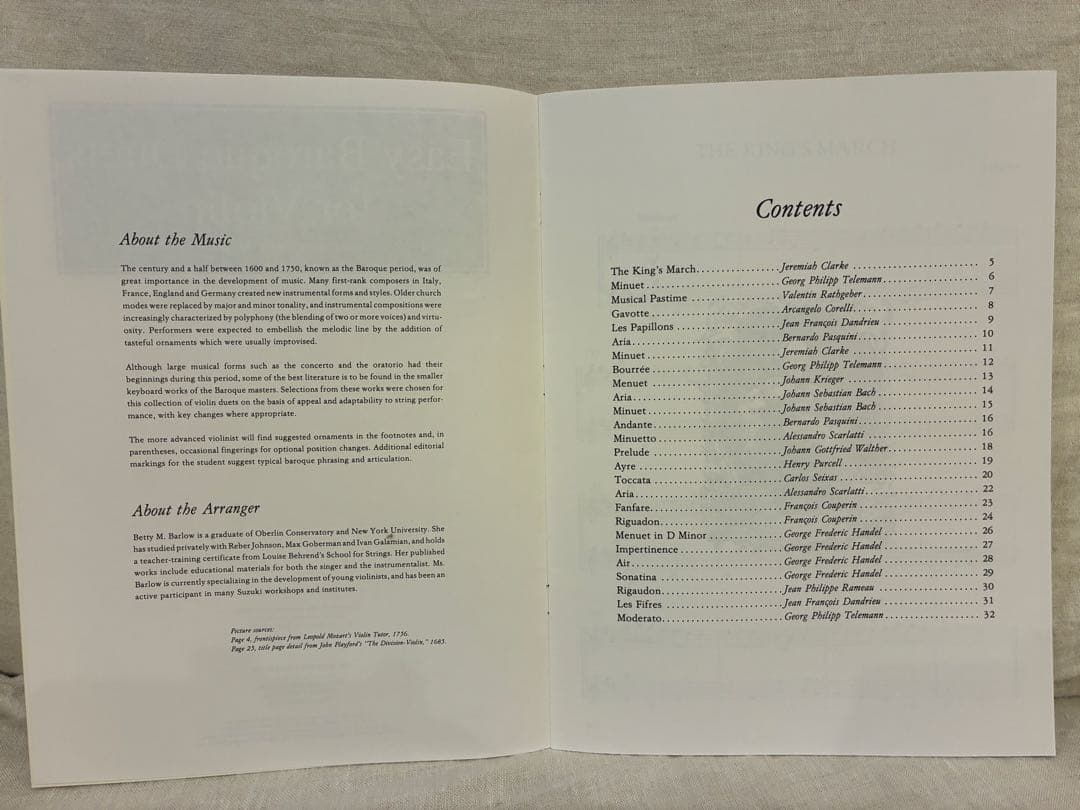 About the Music
The century and a half between 1600 and 1750, known as the Baroque period, was of
great importance in the development of music. Many first-rank composers in Italy,
France, England and Germany created new instrumental forms and styles. Older church
modes were replaced by major and minor tonality, and instrumental compositions were
increasingly characterized by polyphony (the blending of two or more voices) and virtu-
osity. Performers were expected to embellish the melodic line by the addition of
tasteful ornaments which were usually improvised.
Although large musical forms such as the concerto and the oratorio had their
beginnings during this period, some of the best literature is to be found in the smaller
keyboard works of the Baroque masters. Selections from these works were chosen for
this collection of violin duets on the basis of appeal and adaptability to string perfor-
mance, with key changes where appropriate.
The more advanced violinist will find suggested ornaments in the footnotes and, in
parentheses, occasional fingerings for optional position changes. Additional editorial
markings for the student suggest typical baroque phrasing and articulation.
About the Arranger
Betty M. Barlow is a graduate of Oberlin Conservatory and New York University. She
has studied privately with Reber Johnson, Max Goberman and Ivan Galamian, and holds
a teacher-training certificate from Louise Behrend's School for Strings. Her published
works include educational materials for both the singer and the instrumentalist. Ms.
Barlow is currently specializing in the development of young violinists, and has been an
active participant in many Suzuki workshops and institutes.
Picture sources:
Page 4, frontispiece from Leopold Mozart's Violin Tutor, 1756.
Page 25, title page detail from John Playford's "The Division-Violin," 1685.
Contents
The King's March.................Jeremiah Clarke ........................ 5
Minuet...........................Georg Philipp Telemann................. 6
Musical Pastime .................Valentin Rathgeber..................... 7
Gavotte..........................Arcangelo Corelli...................... 8
Les Papillons ...................Jean François Dandrieu ................ 9
Aria.............................Bernardo Pasquini...................... 10
Minuet...........................Jeremiah Clarke ....................... 11
Bourrée..........................Georg Philipp Telemann................. 12
Menuet ..........................Johann Krieger ........................ 13
Aria.............................Johann Sebastian Bach ................. 14
Minuet...........................Johann Sebastian Bach ................. 15
Andante..........................Bernardo Pasquini...................... 16
Minuetto.........................Alessandro Scarlatti .................. 16
Prelude .........................Johann Gottfried Walther............... 18
Ayre ............................Henry Purcell.......................... 19
Toccata .........................Carlos Seixas ......................... 20
Aria.............................Alessandro Scarlatti................... 22
Fanfare..........................François Couperin ..................... 23
Riguadon.........................François Couperin ..................... 24
Menuet in D Minor ...............George Frederic Handel ................ 26
Impertinence ....................George Frederic Handel ................ 27
Air..............................George Frederic Handel ................ 28
Sonatina ........................George Frederic Handel ................ 29
Rigaudon.........................Jean Philippe Rameau .................. 30
Les Fifres ......................Jean François Dandrieu ................ 31
Moderato.........................Georg Philipp Telemann................. 32